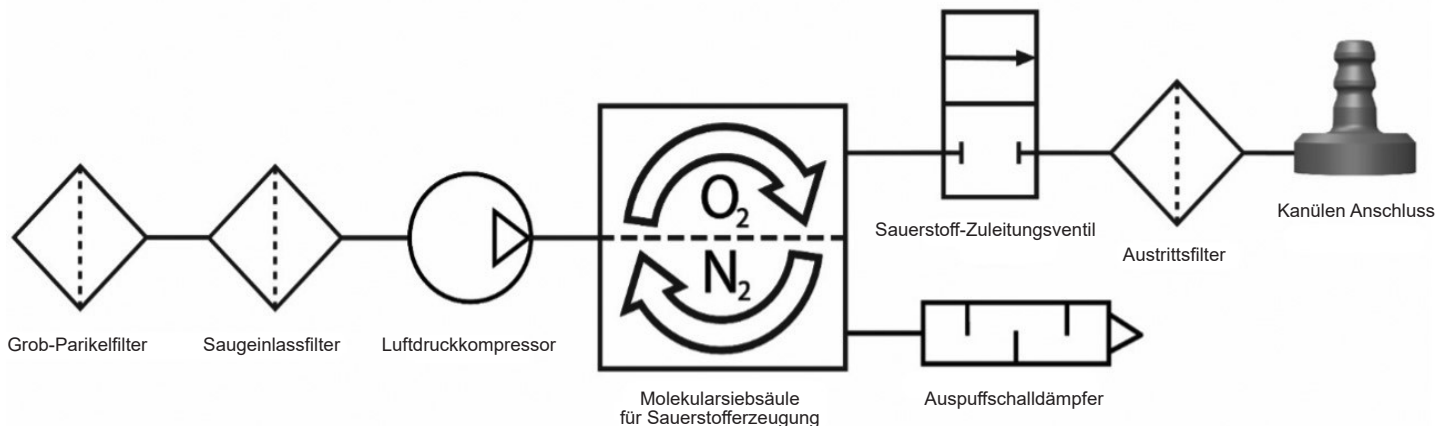 O2
N2
Grob-Parikelfilter
Saugeinlassfilter
Luftdruckkompressor
Molekularsiebsäule
für Sauerstofferzeugung
Sauerstoff-Zuleitungsventil
Austrittsfilter
Kanülen Anschluss
Auspuffschalldämpfer